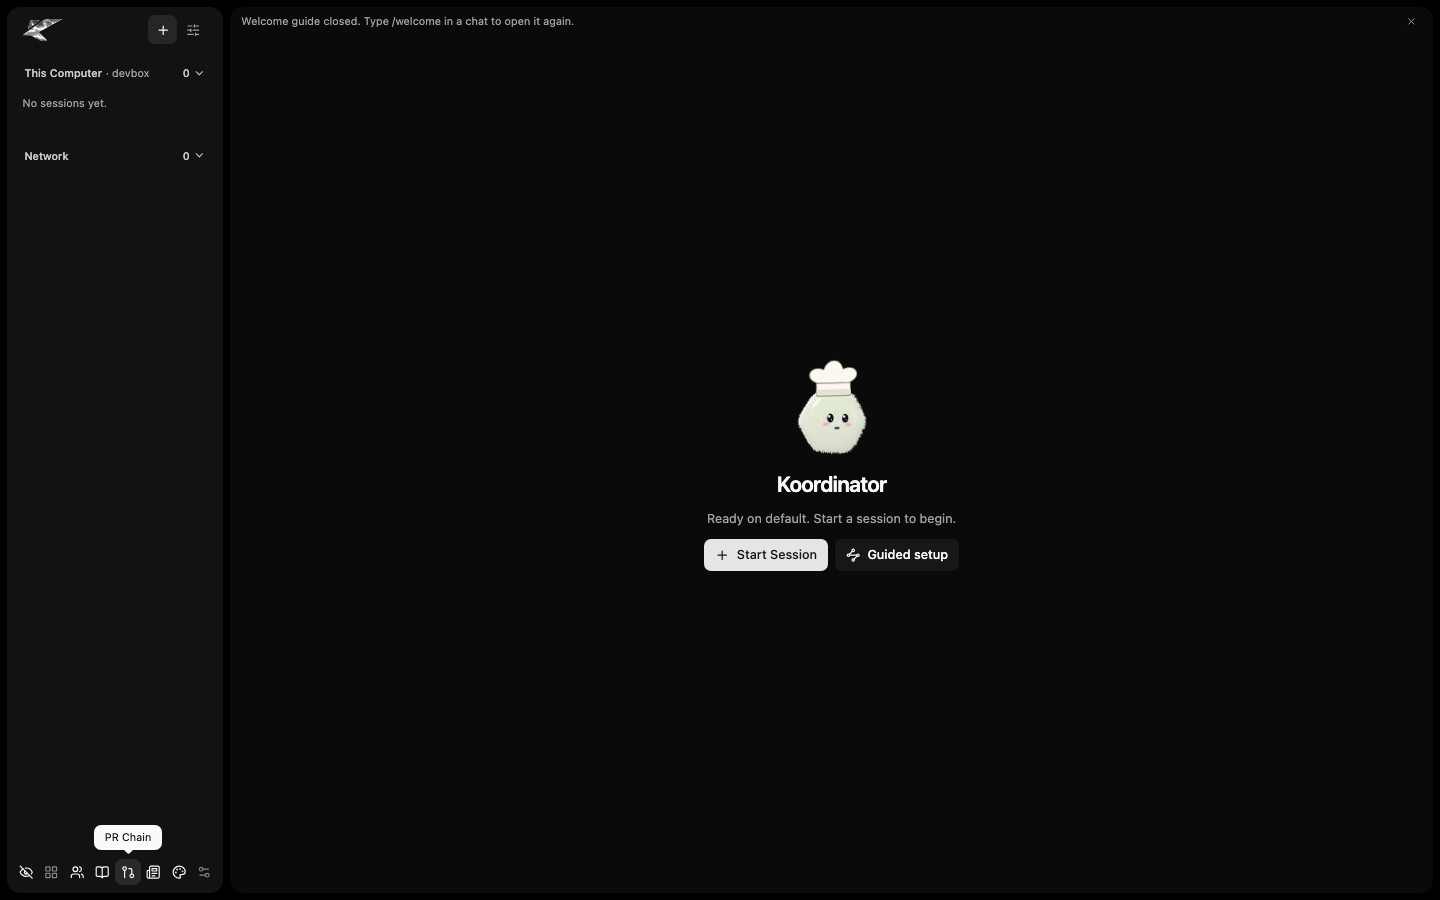 Welcome guide closed. Type /welcome in a chat to open it again.
This Computer · devbox 0
No sessions yet.
Network 0
Koordinator
Ready on default. Start a session to begin.
Start Session
Guided setup
PR Chain